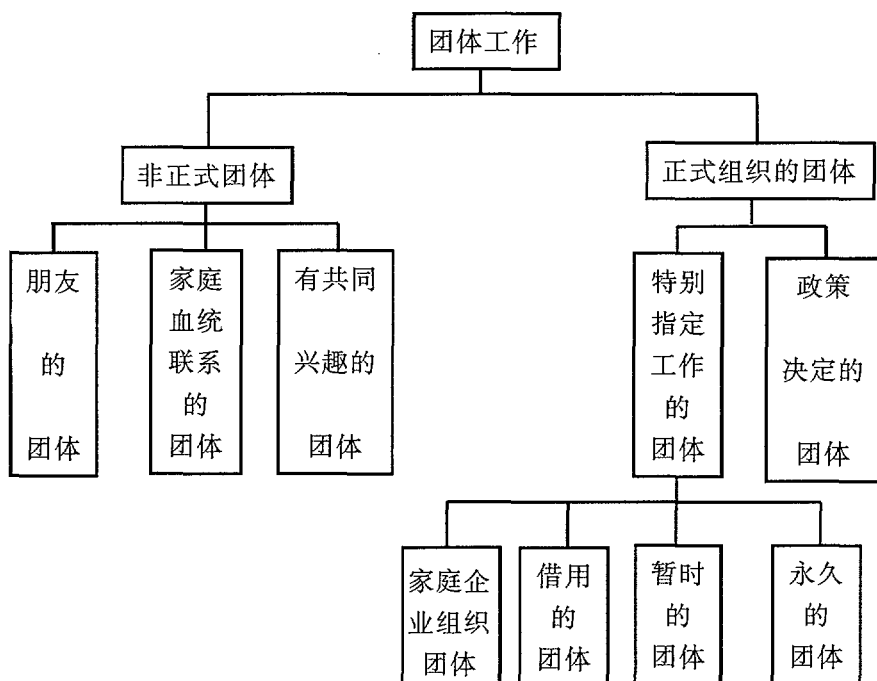 团体工作
非正式团体
正式组织的团体
朋友
的
团体
家庭
血统
联系
的
团体
有共同
兴趣的
团体
特别
指定
工作
的
团体
政策
决定的
团体
家庭企
业组织
团体
借用
的
团体
暂时
的
团体
永久
的
团体